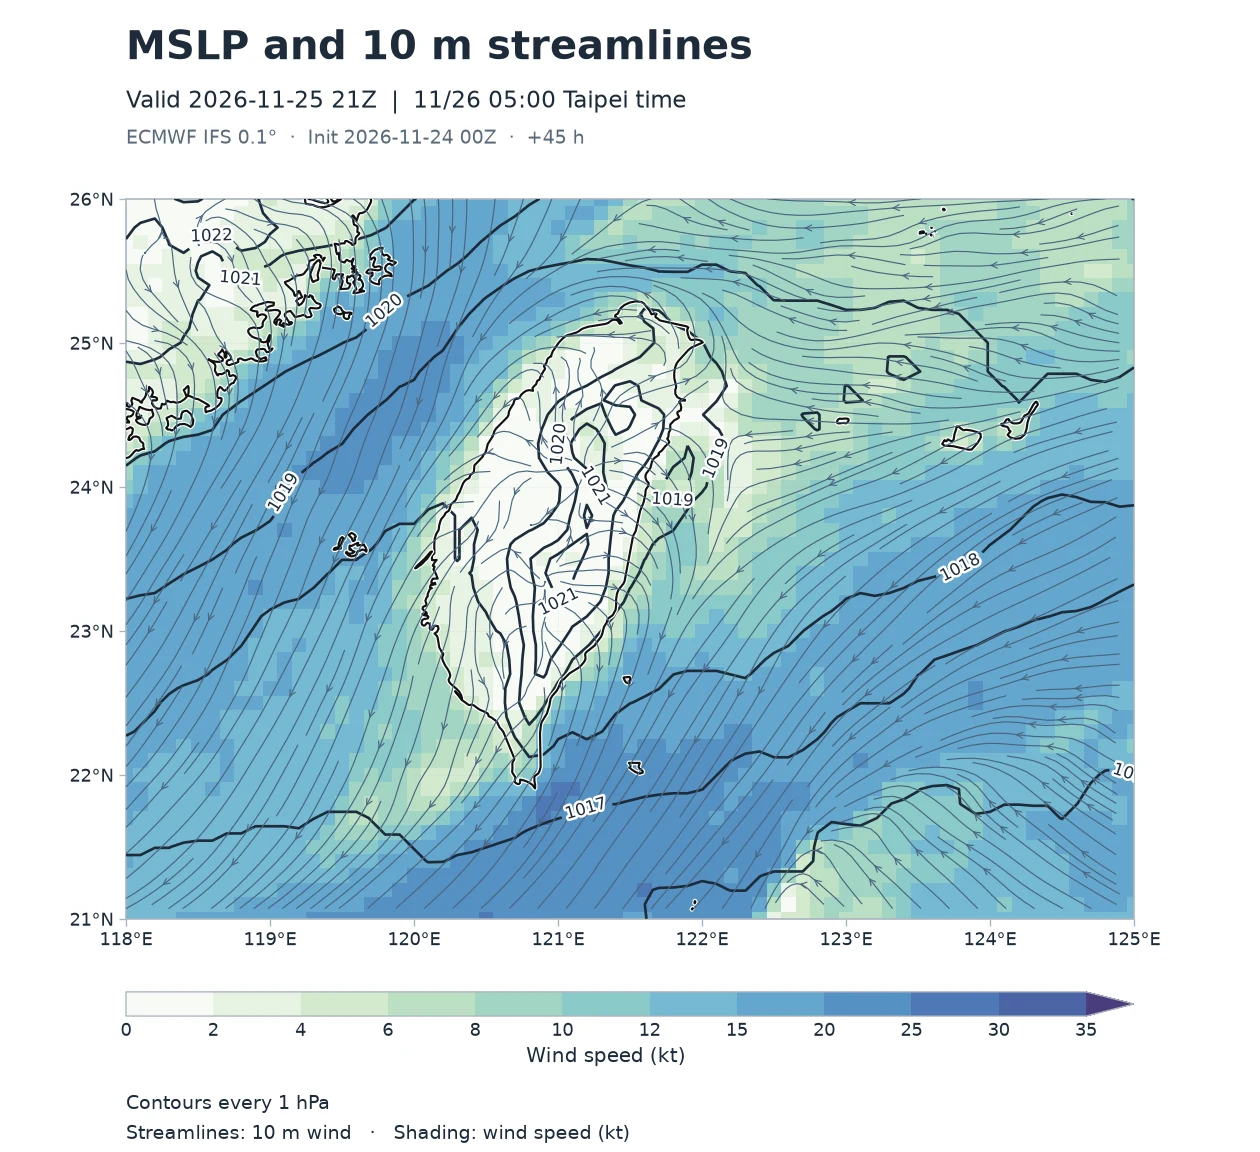 MSLP and 10 m streamlines
Valid 2026-11-25 21Z | 11/26 05:00 Taipei time
ECMWF IFS 0.1° · Init 2026-11-24 00Z · +45 h
26°N
1022
1021
1020
25°N
1020
1019
1019
24°N
1021
1019
1018
1021
23°N
22°N
10
1017
21°N
118°E 119°E 120°E 121°E 122°E 123°E 124°E 125°E
0 2 4 6 8 10 12 15 20 25 30 35
Wind speed (kt)
Contours every 1 hPa
Streamlines: 10 m wind · Shading: wind speed (kt)